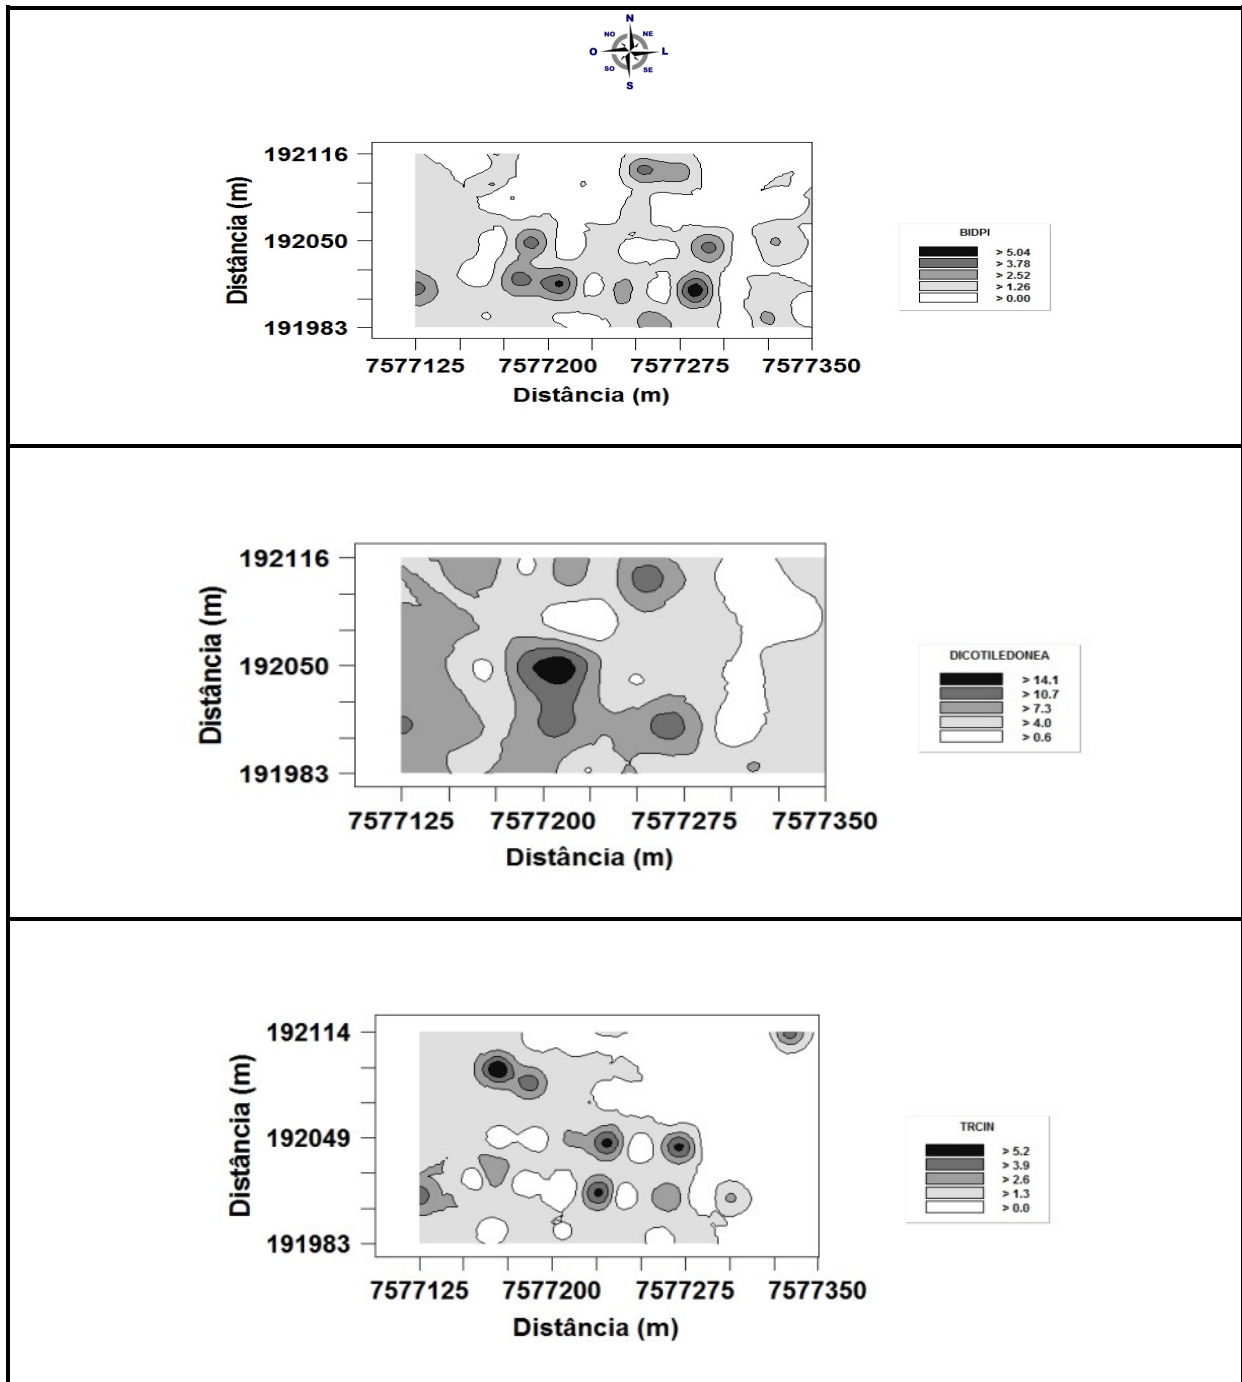 N
NO NE
O L
SO SE
S
192116
192050
191983
Distância (m)
7577125 7577200 7577275 7577350
Distância (m)
BIDPI
> 5.04
> 3.78
> 2.52
> 1.26
> 0.00
192116
192050
191983
Distância (m)
7577125 7577200 7577275 7577350
Distância (m)
DICOTILEDONEA
> 14.1
> 10.7
> 7.3
> 4.0
> 0.6
192114
192049
191983
Distância (m)
7577125 7577200 7577275 7577350
Distância (m)
TRCIN
> 5.2
> 3.9
> 2.6
> 1.3
> 0.0